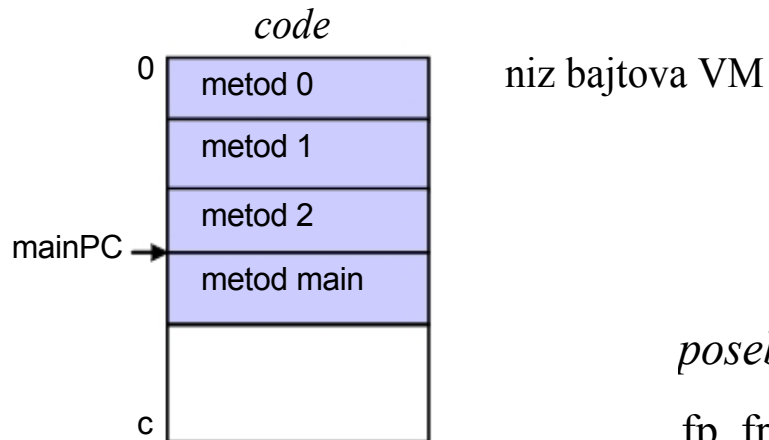 code
0
niz bajtova VM
metod 0
metod 1
metod 2
mainPC
metod main
c